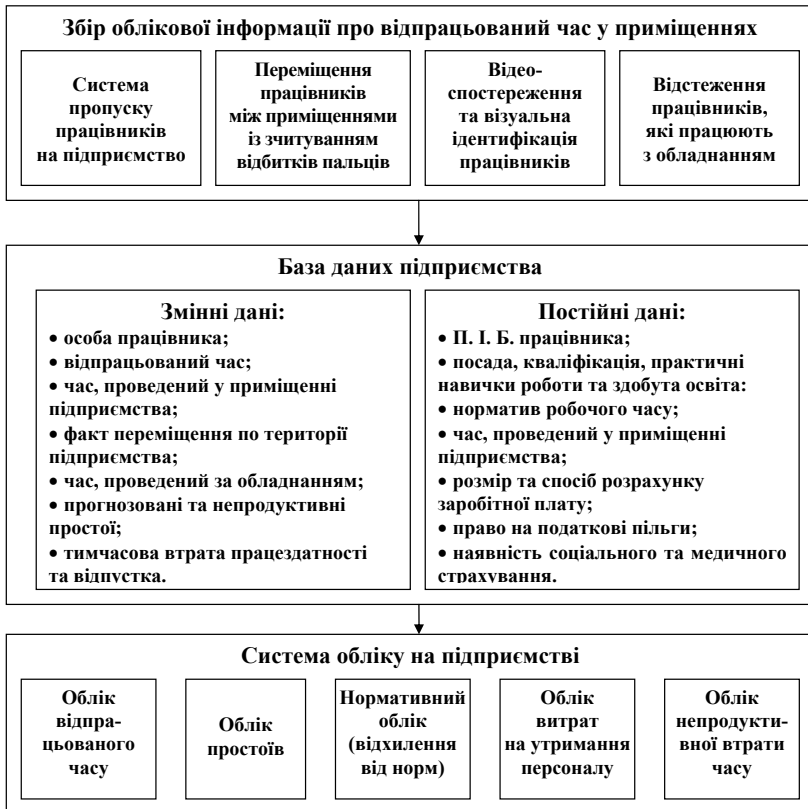 Збір облікової інформації про відпрацьований час у приміщеннях
Система
пропуску
працівників
на підприємство
Переміщення
працівників
між приміщеннями
із зчитуванням
відбитків пальців
Відео-
спостереження
та візуальна
ідентифікація
працівників
Відстеження
працівників,
які працюють
з обладнанням
База даних підприємства
Змінні дані:
• особа працівника;
• відпрацьований час;
• час, проведений у приміщенні
підприємства;
• факт переміщення по території
підприємства;
• час, проведений за обладнанням;
• прогнозовані та непродуктивні
простої;
• тимчасова втрата працездатності
та відпустка.
Постійні дані:
• П. І. Б. працівника;
• посада, кваліфікація, практичні
навички роботи та здобута освіта:
• норматив робочого часу;
• час, проведений у приміщенні
підприємства;
• розмір та спосіб розрахунку
заробітної плату;
• право на податкові пільги;
• наявність соціального та медичного
страхування.
Система обліку на підприємстві
Облік
відпра-
цьованого
часу
Облік
простоїв
Нормативний
облік
(відхилення
від норм)
Облік
витрат
на утримання
персоналу
Облік
непродукти-
вної втрати
часу